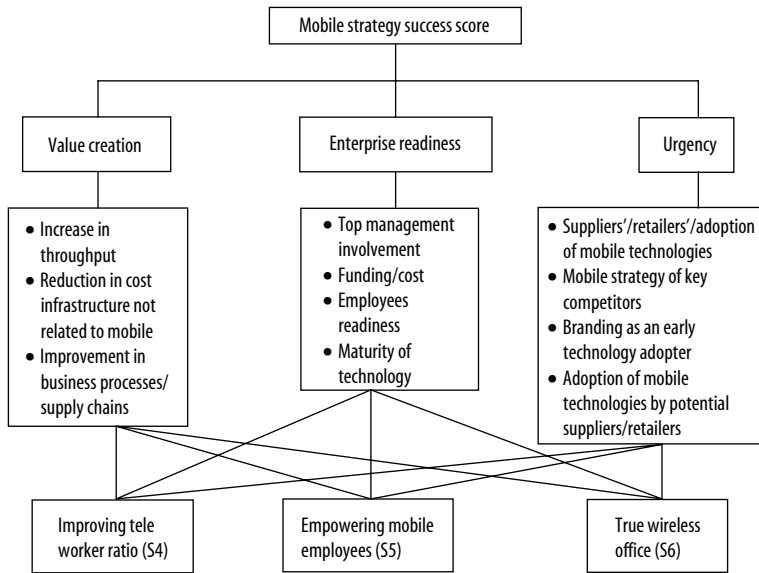 Mobile strategy success score
Value creation
Enterprise readiness
Urgency
• Increase in
throughput
• Reduction in cost
infrastructure not
related to mobile
• Improvement in
business processes/
supply chains
• Top management
involvement
• Funding/cost
• Employees
readiness
• Maturity of
technology
• Suppliers'/retailers'/adoption
of mobile technologies
• Mobile strategy of key
competitors
• Branding as an early
technology adopter
• Adoption of mobile
technologies by potential
suppliers/retailers
Improving tele
worker ratio (S4)
Empowering mobile
employees (S5)
True wireless
office (S6)